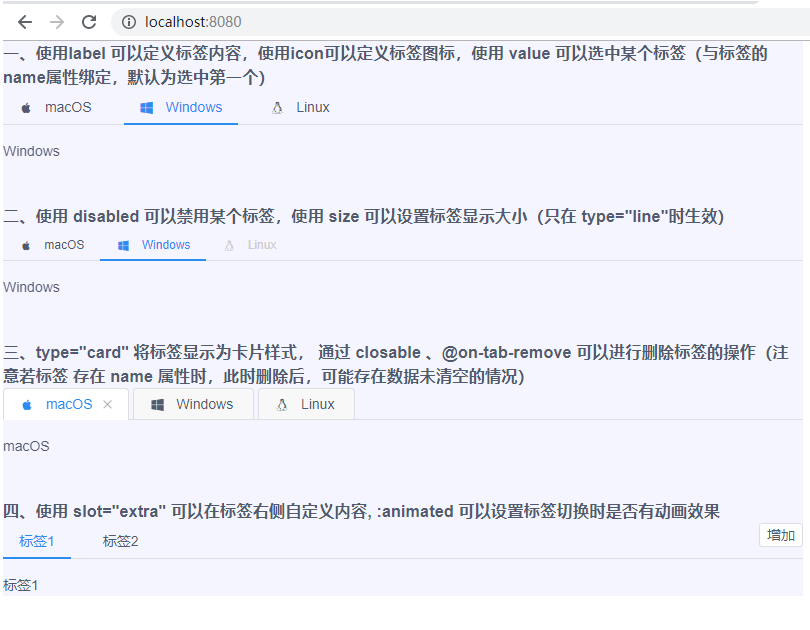 localhost:8080
一、使用label 可以定义标签内容，使用icon可以定义标签图标，使用 value 可以选中某个标签（与标签的
name属性绑定，默认为选中第一个）
macOS Windows Linux
Windows
二、使用 disabled 可以禁用某个标签，使用 size 可以设置标签显示大小（只在 type="line"时生效）
macOS Windows Linux
Windows
三、type="card" 将标签显示为卡片样式， 通过 closable 、@on-tab-remove 可以进行删除标签的操作（注
意若标签 存在 name 属性时，此时删除后，可能存在数据未清空的情况）
macOS Windows Linux
macOS
四、使用 slot="extra" 可以在标签右侧自定义内容, :animated 可以设置标签切换时是否有动画效果
标签1 标签2 增加
标签1